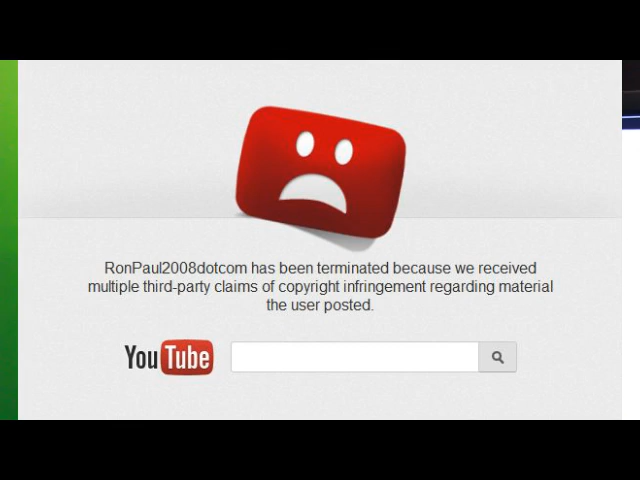 RonPaul2008dotcom has been terminated because we received
multiple third-party claims of copyright infringement regarding material
the user posted.
YouTube